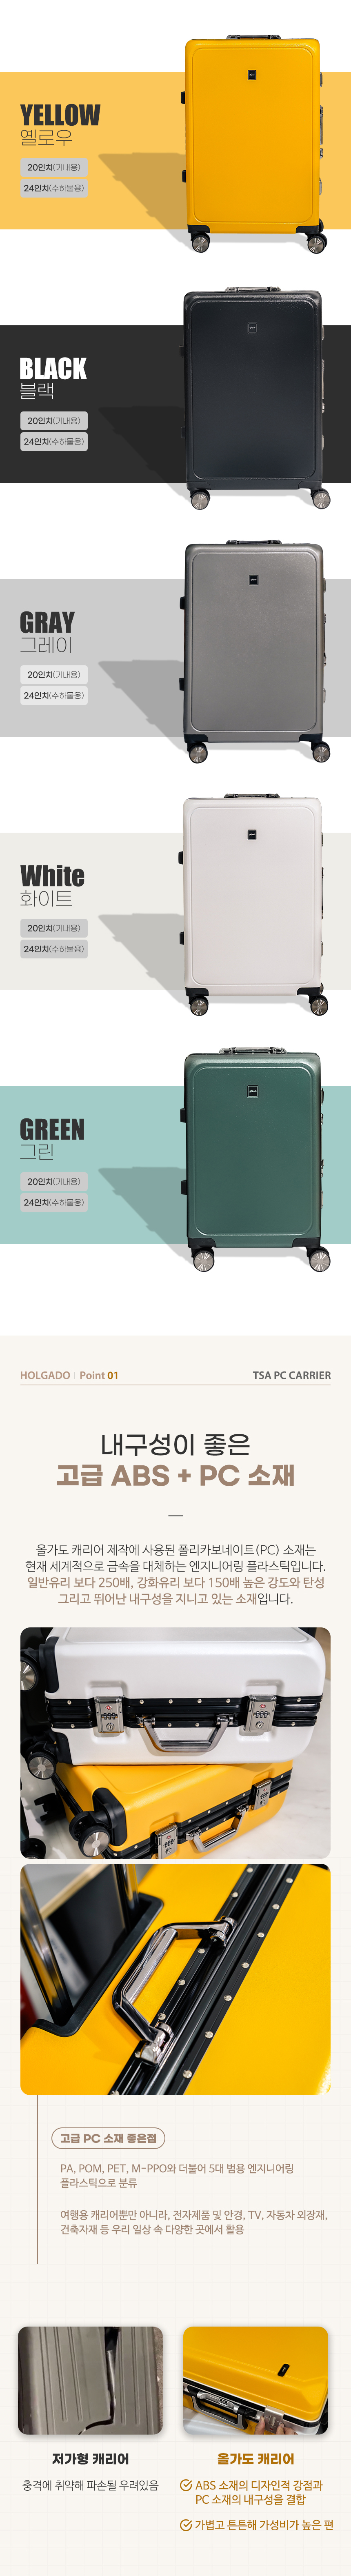 YELLOW
옐로우
20인치(기내용)
24인치(수하물용)
BLACK
블랙
20인치(기내용)
24인치(수하물용)
GRAY
그레이
20인치(기내용)
24인치(수하물용)
White
화이트
20인치(기내용)
24인치(수하물용)
GREEN
그린
20인치(기내용)
24인치(수하물용)
HOLGADO | Point 01
TSA PC CARRIER
내구성이 좋은
고급 ABS + PC 소재
올가도 캐리어 제작에 사용된 폴리카보네이트(PC) 소재는
현재 세계적으로 금속을 대체하는 엔지니어링 플라스틱입니다.
일반유리 보다 250배, 강화유리 보다 150배 높은 강도와 탄성
그리고 뛰어난 내구성을 지니고 있는 소재입니다.
고급 PC 소재 좋은점
PA, POM, PET, M-PPO와 더불어 5대 범용 엔지니어링
플라스틱으로 분류
여행용 캐리어뿐만 아니라, 전자제품 및 안경, TV, 자동차 외장재,
건축자재 등 우리 일상 속 다양한 곳에서 활용
저가형 캐리어
충격에 취약해 파손될 우려있음
올가도 캐리어
ABS 소재의 디자인적 강점과
PC 소재의 내구성을 결합
가볍고 튼튼해 가성비가 높은 편